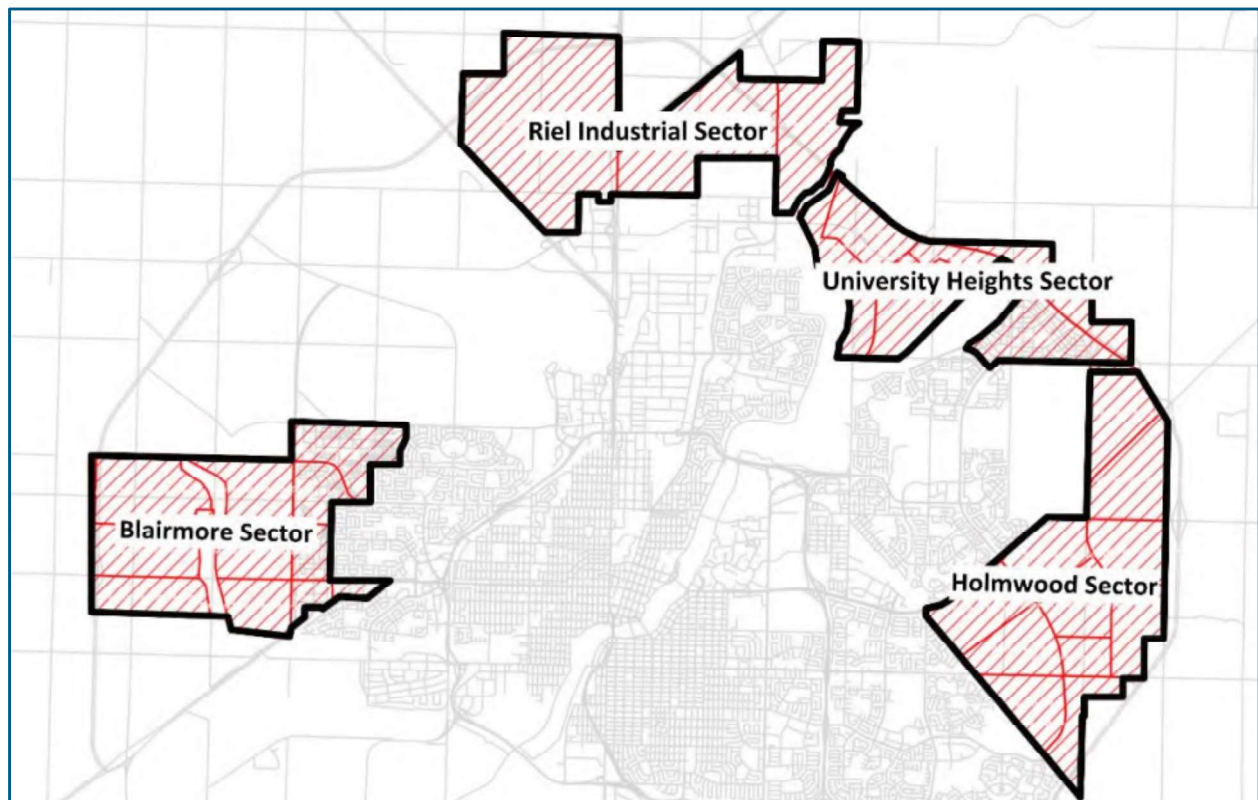 Riel Industrial Sector
University Heights Sector
Blairmore Sector
Holmwood Sector